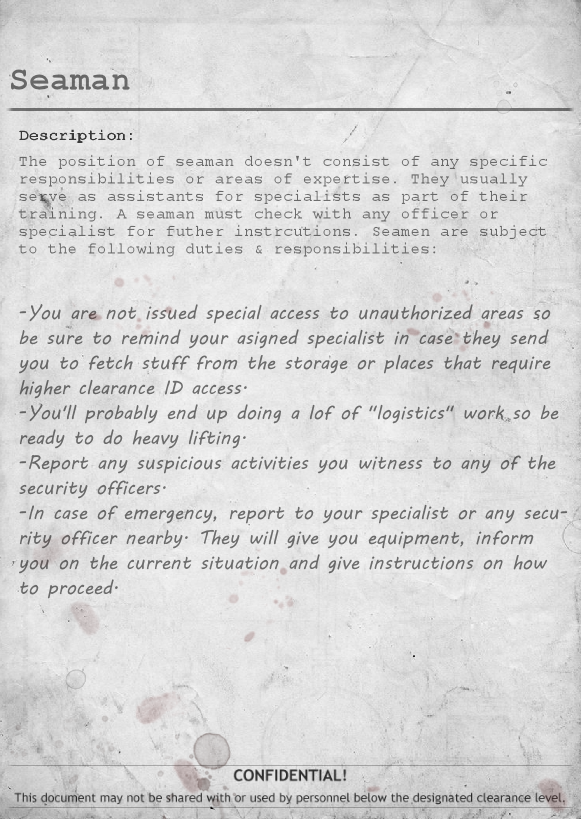 Seaman
Description:
The position of seaman doesn't consist of any specific
responsibilities or areas of expertise. They usually
serve as assistants for specialists as part of their
training. A seaman must check with any officer or
specialist for futher instrcutions. Seamen are subject
to the following duties & responsibilities:
-You are not issued special access to unauthorized areas so
be sure to remind your asigned specialist in case they send
you to fetch stuff from the storage or places that require
higher clearance ID access.
-You'll probably end up doing a lof of "logistics" work so be
ready to do heavy lifting.
-Report any suspicious activities you witness to any of the
security officers.
-In case of emergency, report to your specialist or any secu-
rity officer nearby. They will give you equipment, inform
you on the current situation and give instructions on how
to proceed.
CONFIDENTIAL!
This document may not be shared with or used by personnel below the designated clearance level.